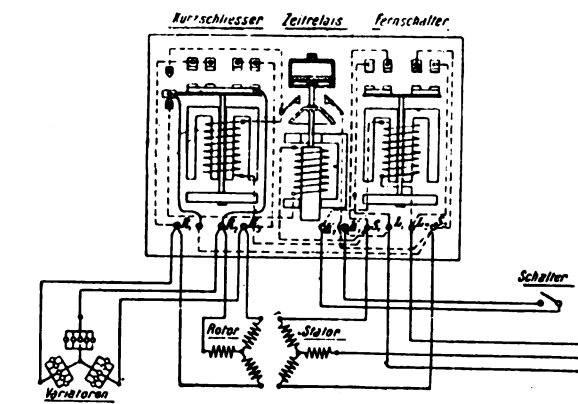 Kurzschliesser Zeitrelais Fernschalter
Schalter
Rotor Stator
Variatoren